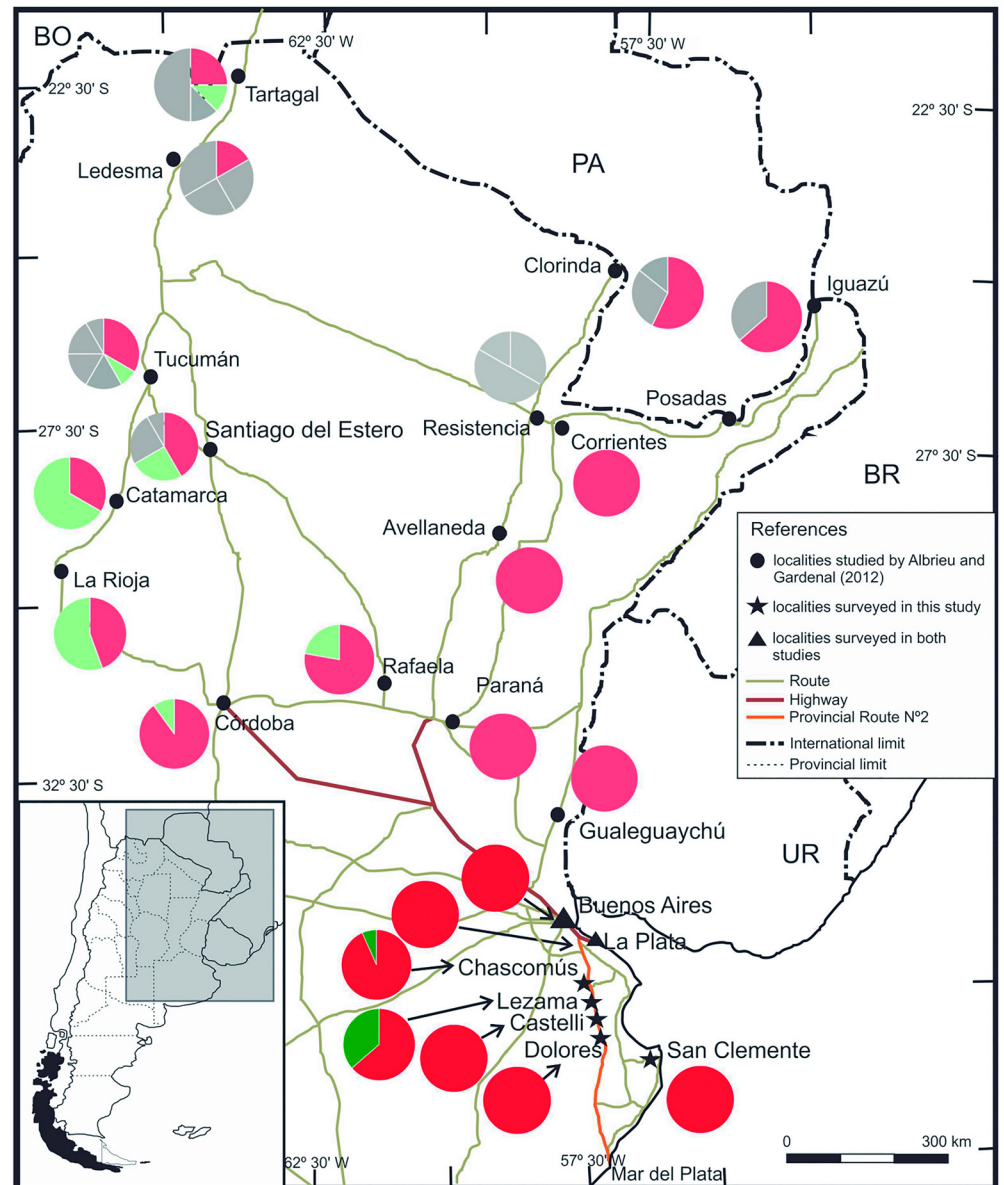 BO
62º 30' W
57º 30' W
22º 30' S
22º 30' S
Tartagal
Ledesma
PA
Clorinda
Iguazú
Tucumán
Posadas
Resistencia
Corrientes
27º 30' S
Santiago del Estero
27º 30' S
BR
Catamarca
Avellaneda
La Rioja
Rafaela
Paraná
Córdoba
32º 30' S
Gualeguaychú
UR
References
localities studied by Albrieu and
Gardenal (2012)
localities surveyed in this study
localities surveyed in both
studies
Route
Highway
Provincial Route Nº2
International limit
Provincial limit
Buenos Aires
La Plata
Chascomús
Lezama
Castelli
Dolores
San Clemente
0
300 km
62º 30' W
57º 30' W
Mar del Plata